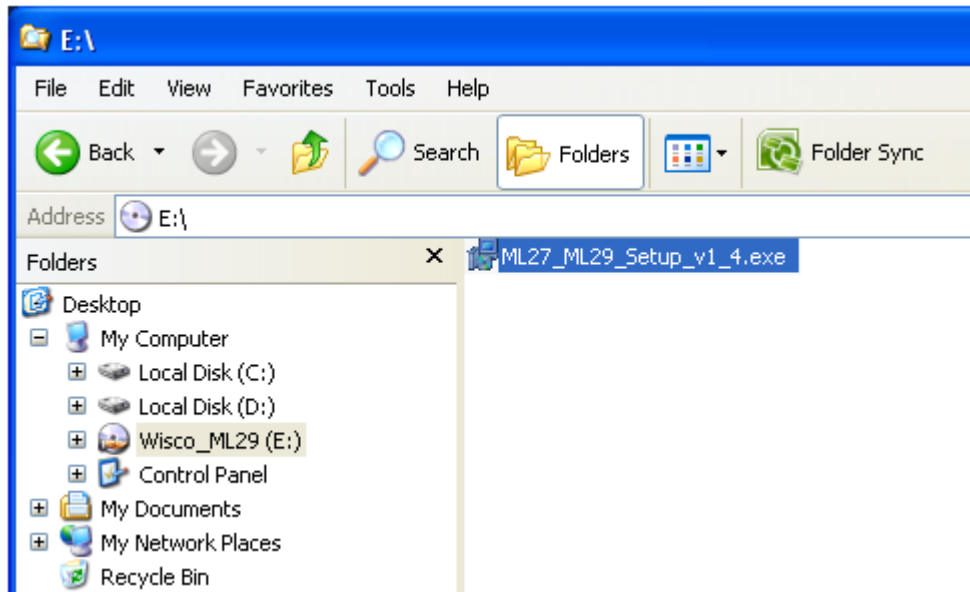 E:\
File Edit View Favorites Tools Help
Back Search Folders Folder Sync
Address E:\
Folders
ML27_ML29_Setup_v1_4.exe
Desktop
My Computer
Local Disk (C:)
Local Disk (D:)
Wisco_ML29 (E:)
Control Panel
My Documents
My Network Places
Recycle Bin